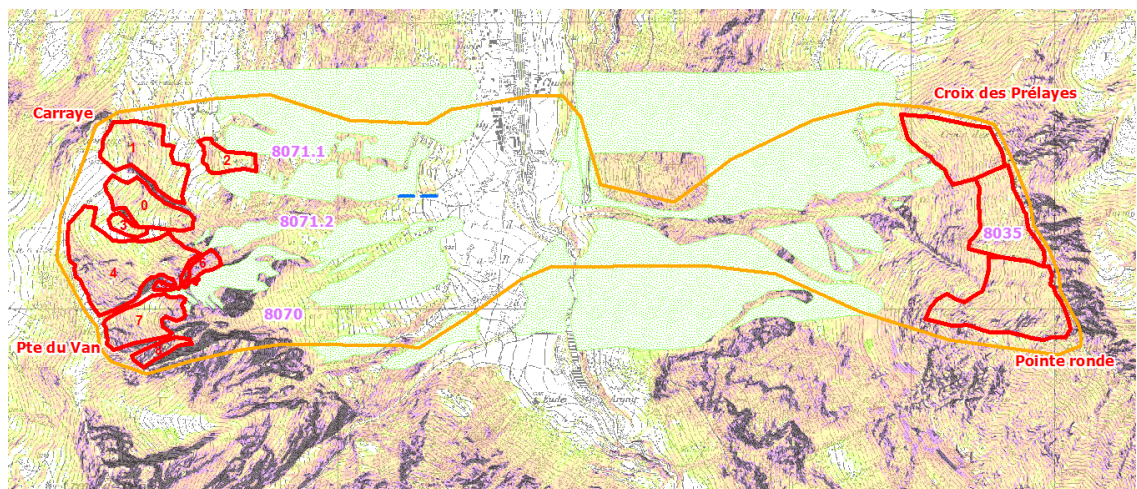 Croix des Prélayes
Carraye
1
8071.1
2
0
8071.2
3
8035
6
4
8070
7
Pte du Van
Pointe ronde